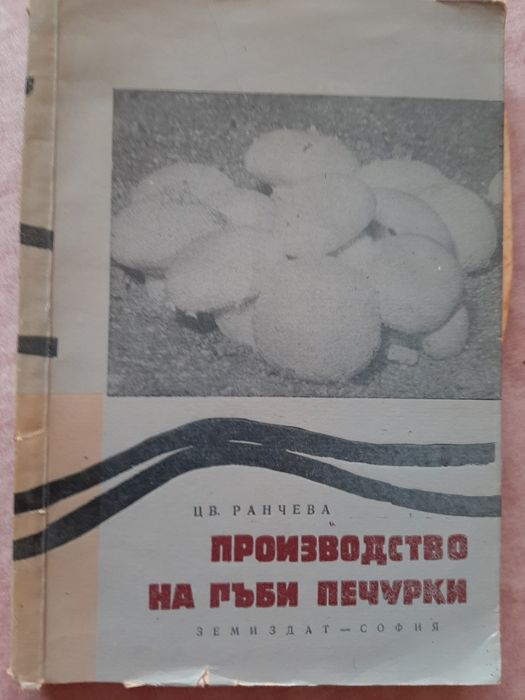 ЦВ. РАНЧЕВА
ПРОИЗВОДСТВО
НА ГЪБИ ПЕЧУРКИ
ЗЕМИЗДАТ — СОФИЯ